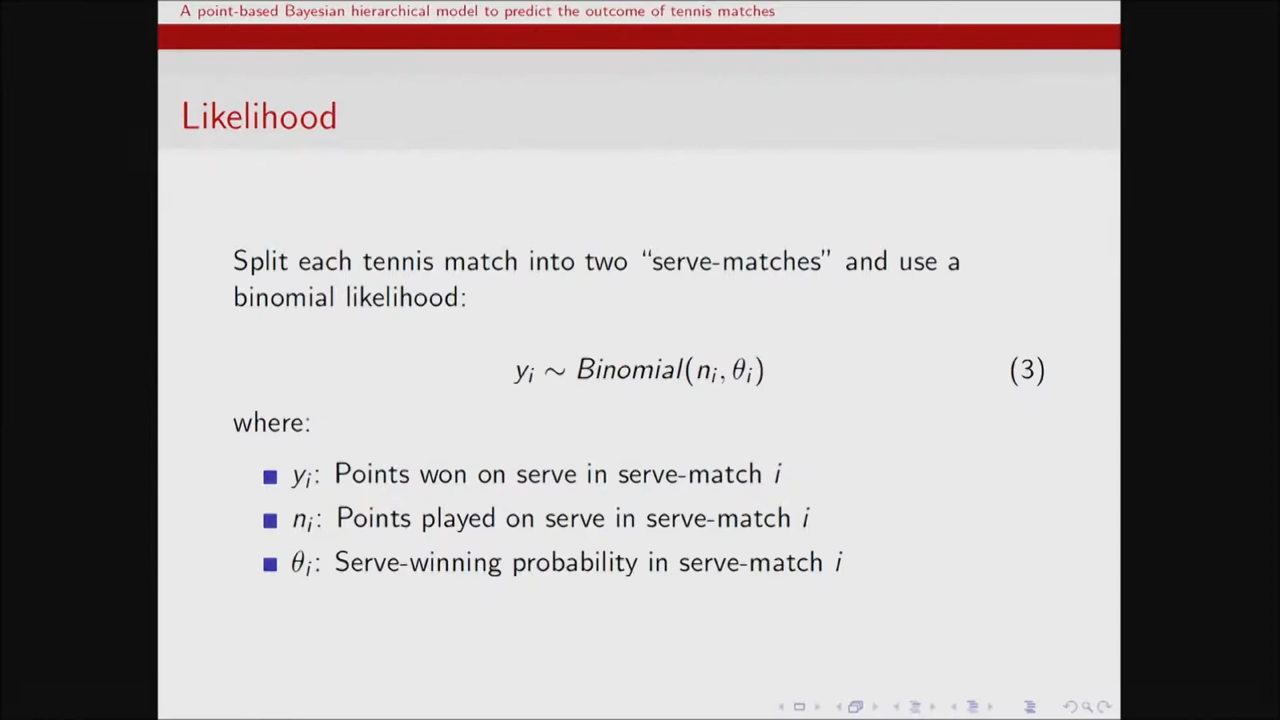 A point-based Bayesian hierarchical model to predict the outcome of tennis matches
Likelihood
Split each tennis match into two “serve-matches” and use a
binomial likelihood:
yᵢ ∼ Binomial(nᵢ, θᵢ) (3)
where:
yᵢ: Points won on serve in serve-match i
nᵢ: Points played on serve in serve-match i
θᵢ: Serve-winning probability in serve-match i